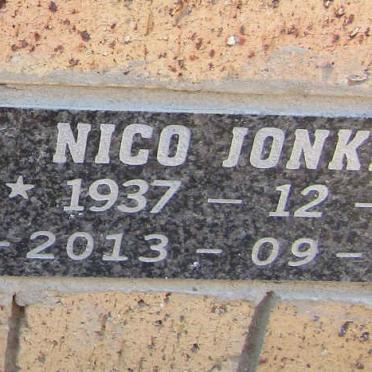 NICO JONK
★ 1937 – 12 –
– 2013 – 09 –